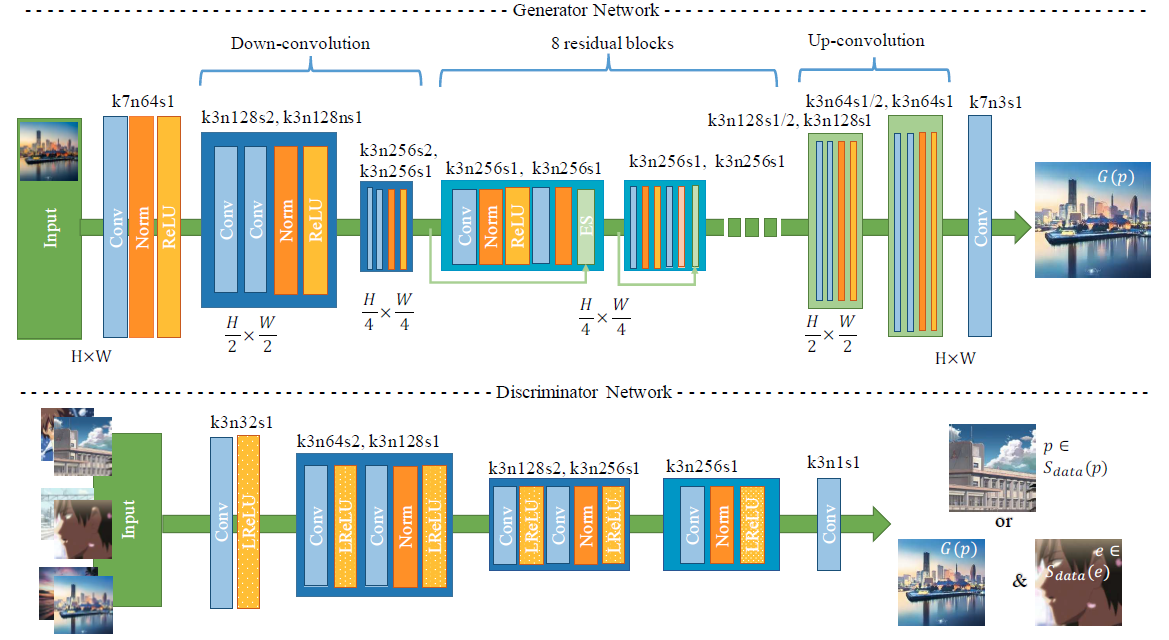 Generator Network
Down-convolution
8 residual blocks
Up-convolution
k7n64s1
k3n128s2, k3n128ns1
k3n256s2,
k3n256s1
k3n256s1, k3n256s1
k3n256s1, k3n256s1
k3n128s1/2, k3n128s1
k3n64s1/2, k3n64s1
k7n3s1
Input
Conv
Norm
ReLU
Conv
Conv
Norm
ReLU
Conv
Norm
ReLU
ES
Conv
G(p)
H×W
H/2 × W/2
H/4 × W/4
H/4 × W/4
H/2 × W/2
H×W
Discriminator Network
k3n32s1
k3n64s2, k3n128s1
k3n128s2, k3n256s1
k3n256s1
k3n1s1
Input
Conv
LReLU
Conv
LReLU
Conv
Norm
LReLU
Conv
LReLU
Conv
Norm
LReLU
Conv
Norm
LReLU
Conv
p ∈
S_data(p)
or
G(p)
&
e ∈
S_data(e)